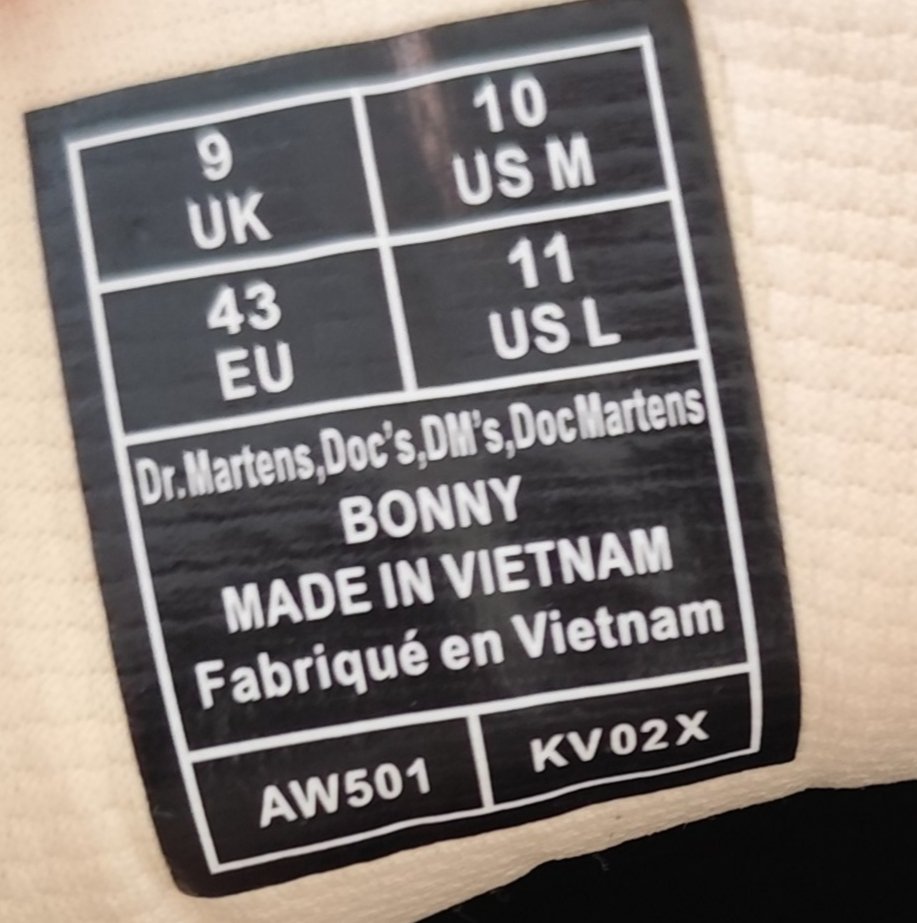 9
UK
10
US M
43
EU
11
US L
Dr.Martens,Doc's,DM's,DocMartens
BONNY
MADE IN VIETNAM
Fabriqué en Vietnam
AW501
KV02X